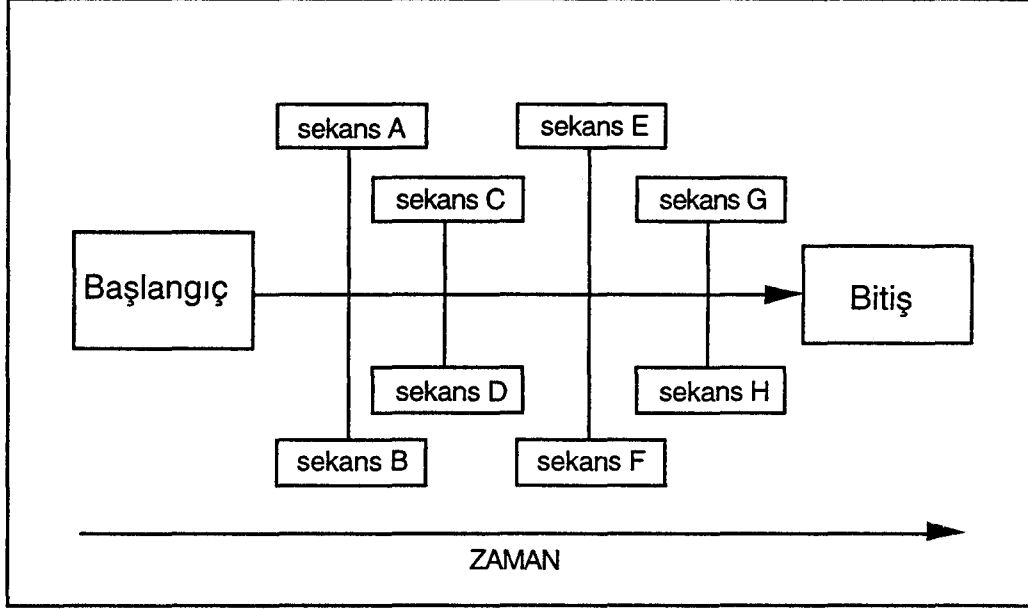 sekans A
sekans E
sekans C
sekans G
Başlangıç
Bitiş
sekans D
sekans H
sekans B
sekans F
ZAMAN